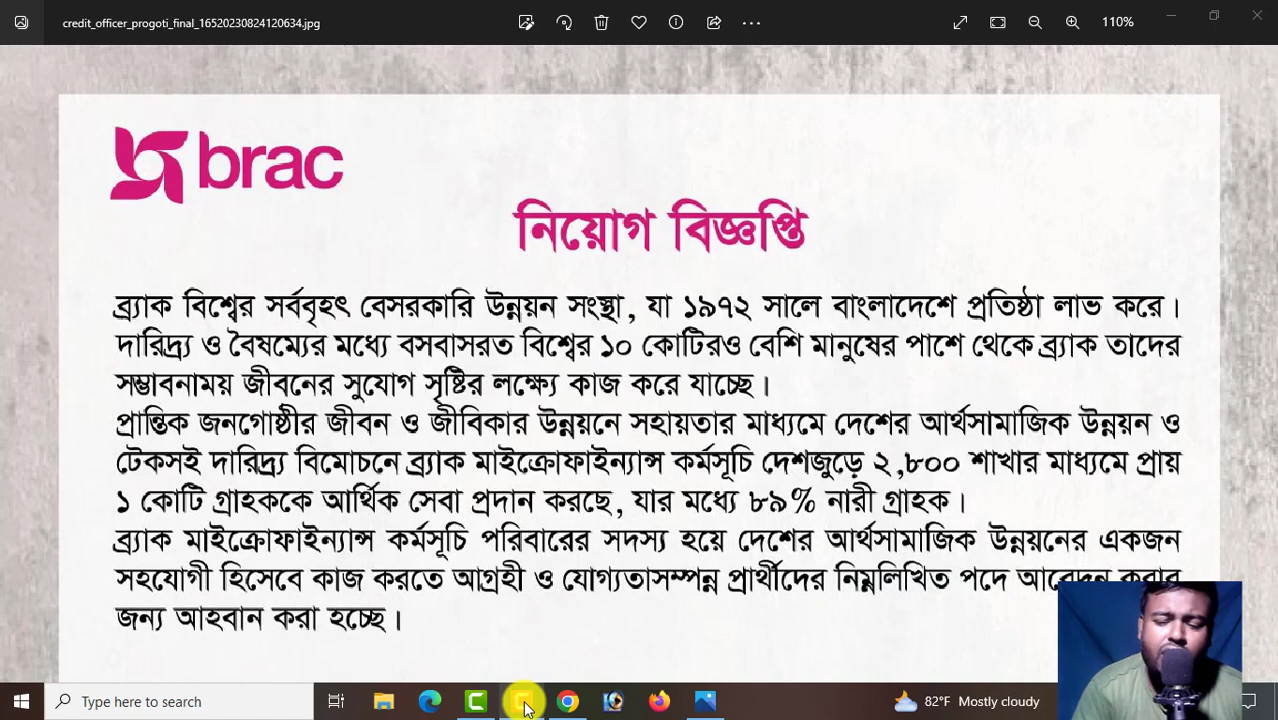 credit_officer_progoti_final_16520230824120634.jpg
110%
brac
নিয়োগ বিজ্ঞপ্তি
ব্র্যাক বিশ্বের সর্ববৃহৎ বেসরকারি উন্নয়ন সংস্থা, যা ১৯৭২ সালে বাংলাদেশে প্রতিষ্ঠা লাভ করে।
দারিদ্র্য ও বৈষম্যের মধ্যে বসবাসরত বিশ্বের ১০ কোটিরও বেশি মানুষের পাশে থেকে ব্র্যাক তাদের
সম্ভাবনাময় জীবনের সুযোগ সৃষ্টির লক্ষ্যে কাজ করে যাচ্ছে।
প্রান্তিক জনগোষ্ঠীর জীবন ও জীবিকার উন্নয়নে সহায়তার মাধ্যমে দেশের আর্থসামাজিক উন্নয়ন ও
টেকসই দারিদ্র্য বিমোচনে ব্র্যাক মাইক্রোফাইন্যান্স কর্মসূচি দেশজুড়ে ২,৮০০ শাখার মাধ্যমে প্রায়
১ কোটি গ্রাহককে আর্থিক সেবা প্রদান করছে, যার মধ্যে ৮৯% নারী গ্রাহক।
ব্র্যাক মাইক্রোফাইন্যান্স কর্মসূচি পরিবারের সদস্য হয়ে দেশের আর্থসামাজিক উন্নয়নের একজন
সহযোগী হিসেবে কাজ করতে আগ্রহী ও যোগ্যতাসম্পন্ন প্রার্থীদের নিম্নলিখিত পদে আবেদন করার
জন্য আহবান করা হচ্ছে।
Type here to search
82°F Mostly cloudy